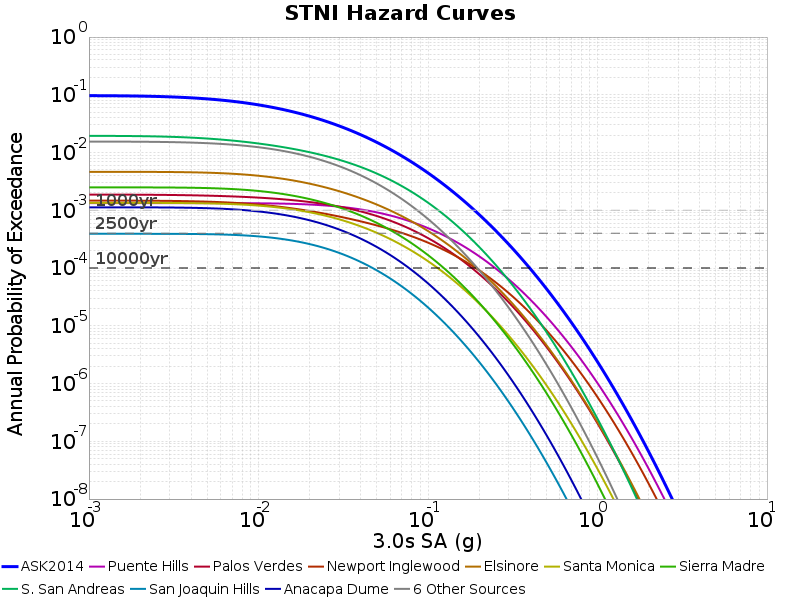 STNI Hazard Curves
Annual Probability of Exceedance
10^0
10^-1
10^-2
10^-3
10^-4
10^-5
10^-6
10^-7
10^-8
1000yr
2500yr
10000yr
10^-3 10^-2 10^-1 10^0 10^1
3.0s SA (g)
ASK2014 Puente Hills Palos Verdes Newport Inglewood Elsinore Santa Monica Sierra Madre
S. San Andreas San Joaquin Hills Anacapa Dume 6 Other Sources